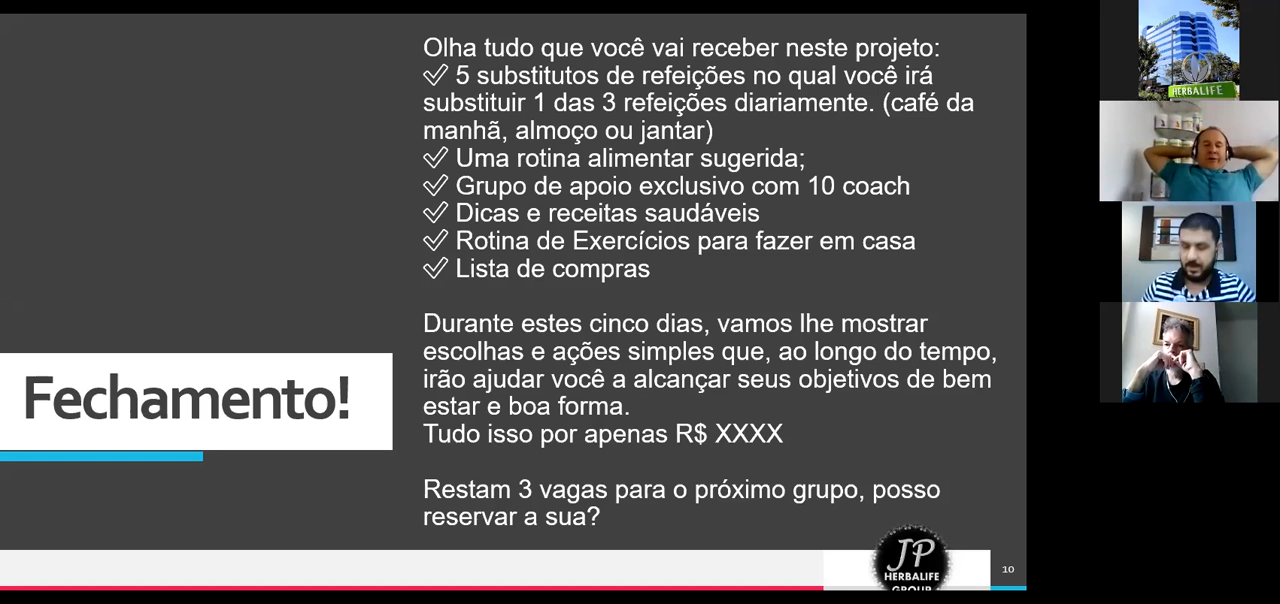 Olha tudo que você vai receber neste projeto:
✓ 5 substitutos de refeições no qual você irá
substituir 1 das 3 refeições diariamente. (café da
manhã, almoço ou jantar)
✓ Uma rotina alimentar sugerida;
✓ Grupo de apoio exclusivo com 10 coach
✓ Dicas e receitas saudáveis
✓ Rotina de Exercícios para fazer em casa
✓ Lista de compras
Durante estes cinco dias, vamos lhe mostrar
escolhas e ações simples que, ao longo do tempo,
irão ajudar você a alcançar seus objetivos de bem
estar e boa forma.
Tudo isso por apenas R$ XXXX
Restam 3 vagas para o próximo grupo, posso
reservar a sua?
Fechamento!
JP
HERBALIFE
GROUP
10
HERBALIFE